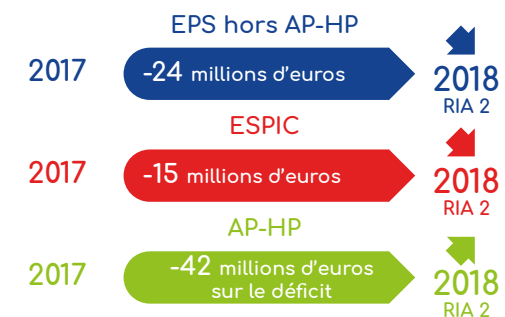 EPS hors AP-HP
2017 -24 millions d'euros 2018
RIA 2
ESPIC
2017 -15 millions d'euros 2018
RIA 2
AP-HP
2017 -42 millions d'euros
sur le déficit 2018
RIA 2